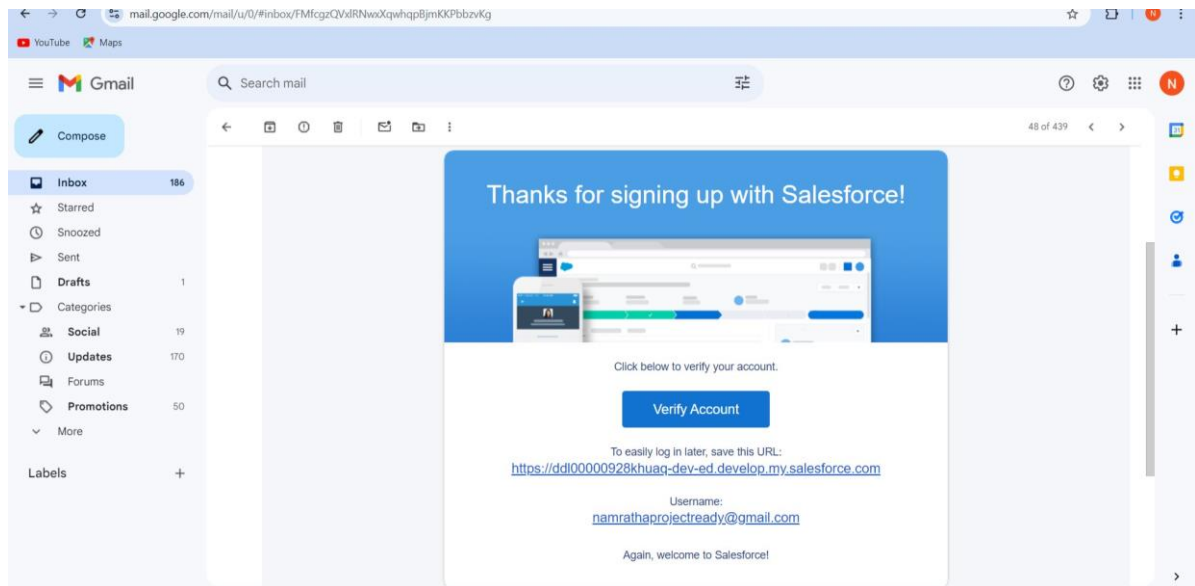 mail.google.com/mail/u/0/#inbox/FMfcgzQVxlRNwxXqwhqpBjmKKPbbzvKg
N
YouTube Maps
Gmail
Search mail
N
Compose
48 of 439
Inbox 186
Starred
Snoozed
Sent
Drafts 1
Categories
Social 19
Updates 170
Forums
Promotions 50
More
Labels
Thanks for signing up with Salesforce!
Click below to verify your account.
Verify Account
To easily log in later, save this URL:
https://ddl00000928khuaq-dev-ed.develop.my.salesforce.com
Username:
namrathaprojectready@gmail.com
Again, welcome to Salesforce!